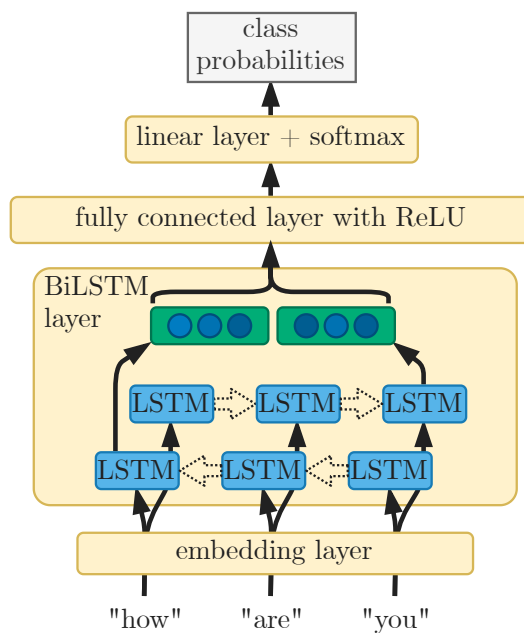 class
probabilities
linear layer + softmax
fully connected layer with ReLU
BiLSTM
layer
LSTM LSTM LSTM
LSTM LSTM LSTM
embedding layer
"how" "are" "you"